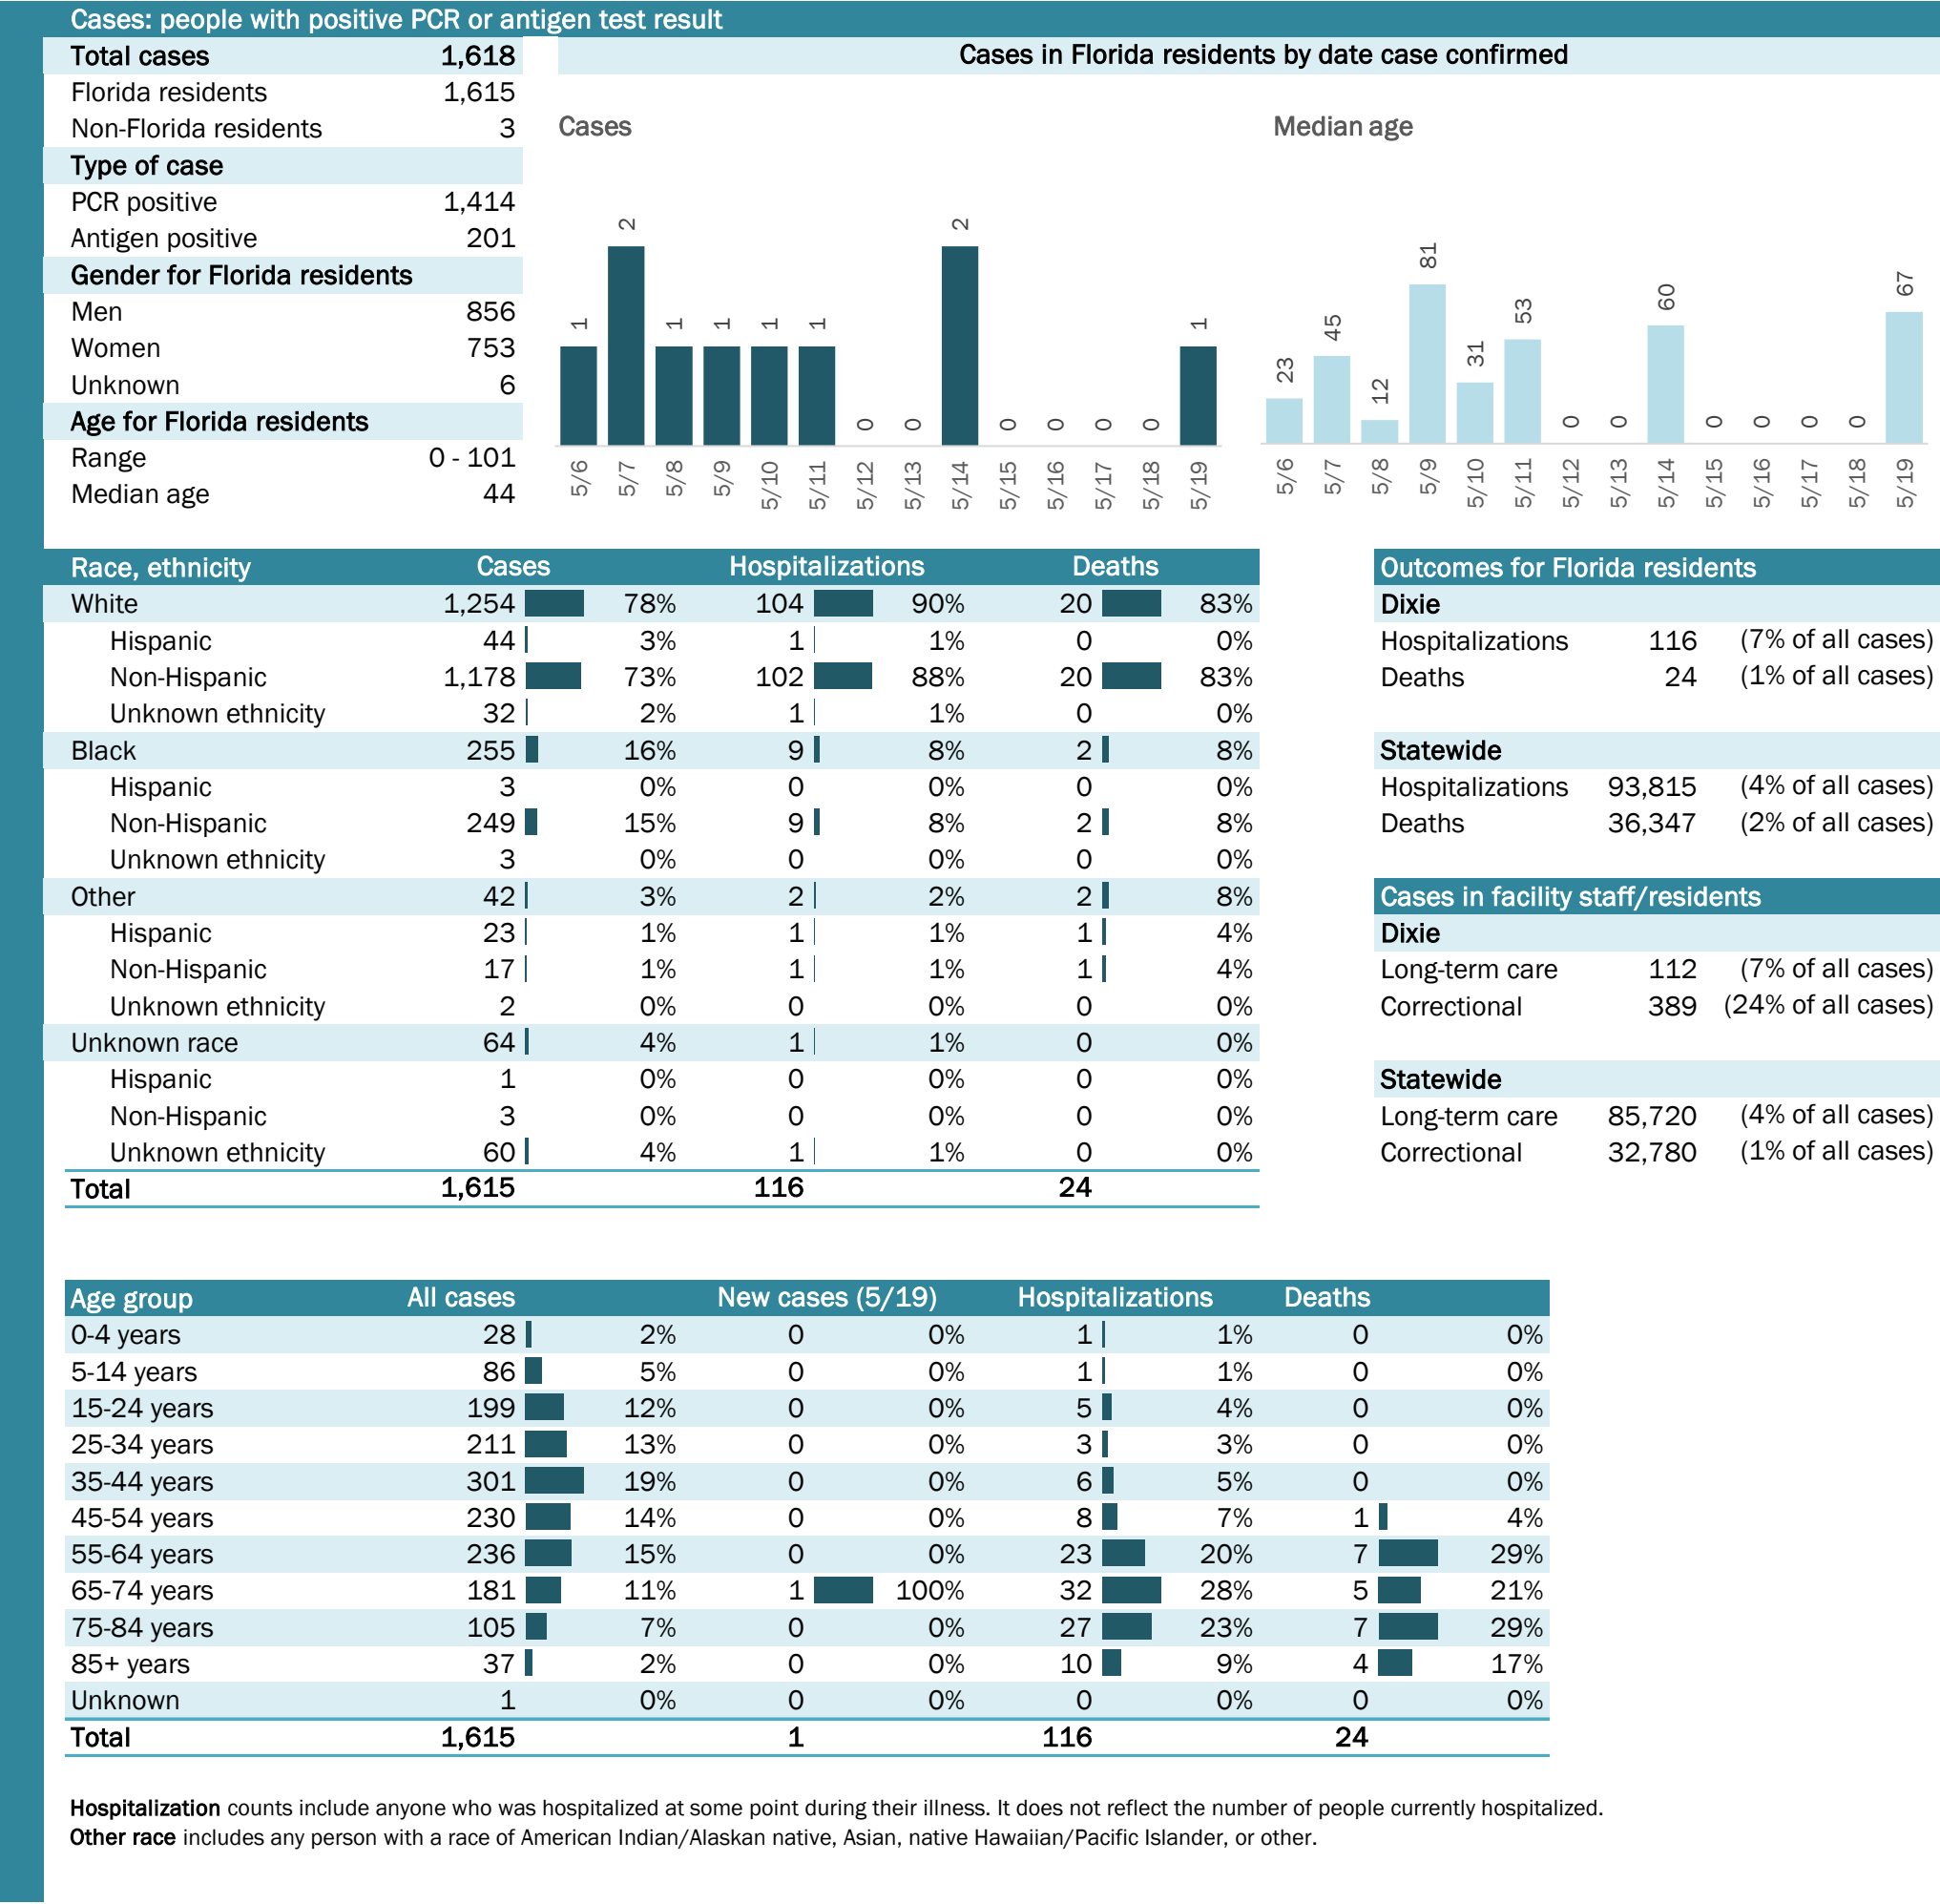 Cases: people with positive PCR or antigen test result
Total cases 1,618
Florida residents 1,615
Non-Florida residents 3
Type of case
PCR positive 1,414
Antigen positive 201
Gender for Florida residents
Men 856
Women 753
Unknown 6
Age for Florida residents
Range 0 - 101
Median age 44
Cases in Florida residents by date case confirmed
Cases
1 2 1 1 1 1 0 0 2 0 0 0 0 1
5/6 5/7 5/8 5/9 5/10 5/11 5/12 5/13 5/14 5/15 5/16 5/17 5/18 5/19
Median age
23 45 12 81 31 53 0 0 60 0 0 0 0 67
5/6 5/7 5/8 5/9 5/10 5/11 5/12 5/13 5/14 5/15 5/16 5/17 5/18 5/19
Race, ethnicity Cases Hospitalizations Deaths
White 1,254 78% 104 90% 20 83%
Hispanic 44 3% 1 1% 0 0%
Non-Hispanic 1,178 73% 102 88% 20 83%
Unknown ethnicity 32 2% 1 1% 0 0%
Black 255 16% 9 8% 2 8%
Hispanic 3 0% 0 0% 0 0%
Non-Hispanic 249 15% 9 8% 2 8%
Unknown ethnicity 3 0% 0 0% 0 0%
Other 42 3% 2 2% 2 8%
Hispanic 23 1% 1 1% 1 4%
Non-Hispanic 17 1% 1 1% 1 4%
Unknown ethnicity 2 0% 0 0% 0 0%
Unknown race 64 4% 1 1% 0 0%
Hispanic 1 0% 0 0% 0 0%
Non-Hispanic 3 0% 0 0% 0 0%
Unknown ethnicity 60 4% 1 1% 0 0%
Total 1,615 116 24
Outcomes for Florida residents
Dixie
Hospitalizations 116 (7% of all cases)
Deaths 24 (1% of all cases)
Statewide
Hospitalizations 93,815 (4% of all cases)
Deaths 36,347 (2% of all cases)
Cases in facility staff/residents
Dixie
Long-term care 112 (7% of all cases)
Correctional 389 (24% of all cases)
Statewide
Long-term care 85,720 (4% of all cases)
Correctional 32,780 (1% of all cases)
Age group All cases New cases (5/19) Hospitalizations Deaths
0-4 years 28 2% 0 0% 1 1% 0 0%
5-14 years 86 5% 0 0% 1 1% 0 0%
15-24 years 199 12% 0 0% 5 4% 0 0%
25-34 years 211 13% 0 0% 3 3% 0 0%
35-44 years 301 19% 0 0% 6 5% 0 0%
45-54 years 230 14% 0 0% 8 7% 1 4%
55-64 years 236 15% 0 0% 23 20% 7 29%
65-74 years 181 11% 1 100% 32 28% 5 21%
75-84 years 105 7% 0 0% 27 23% 7 29%
85+ years 37 2% 0 0% 10 9% 4 17%
Unknown 1 0% 0 0% 0 0% 0 0%
Total 1,615 1 116 24
Hospitalization counts include anyone who was hospitalized at some point during their illness. It does not reflect the number of people currently hospitalized.
Other race includes any person with a race of American Indian/Alaskan native, Asian, native Hawaiian/Pacific Islander, or other.